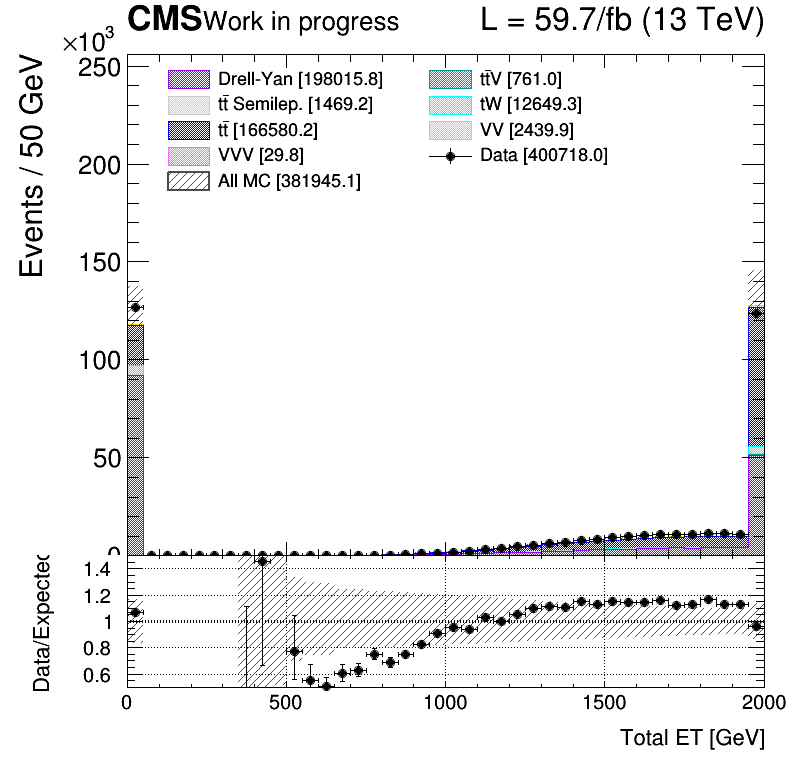 CMS Work in progress L = 59.7/fb (13 TeV)
×10³
Events / 50 GeV
250
200
150
100
50
0
Drell-Yan [198015.8]
tt̄ Semilep. [1469.2]
tt̄ [166580.2]
VVV [29.8]
All MC [381945.1]
tt̄V [761.0]
tW [12649.3]
VV [2439.9]
Data [400718.0]
Data/Expected
1.4
1.2
1
0.8
0.6
0 500 1000 1500 2000
Total ET [GeV]